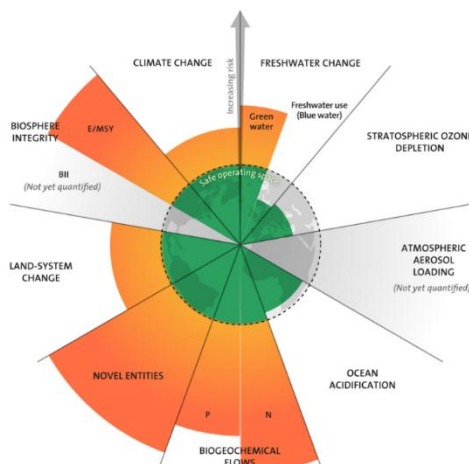 CLIMATE CHANGE
FRESHWATER CHANGE
Increasing risk
Green
water
Freshwater use
(Blue water)
STRATOSPHERIC OZONE
DEPLETION
BIOSPHERE
INTEGRITY
E/MSY
BII
(Not yet quantified)
Safe operating space
ATMOSPHERIC
AEROSOL
LOADING
(Not yet quantified)
LAND-SYSTEM
CHANGE
NOVEL ENTITIES
OCEAN
ACIDIFICATION
P
N
BIOGEOCHEMICAL
FLOWS